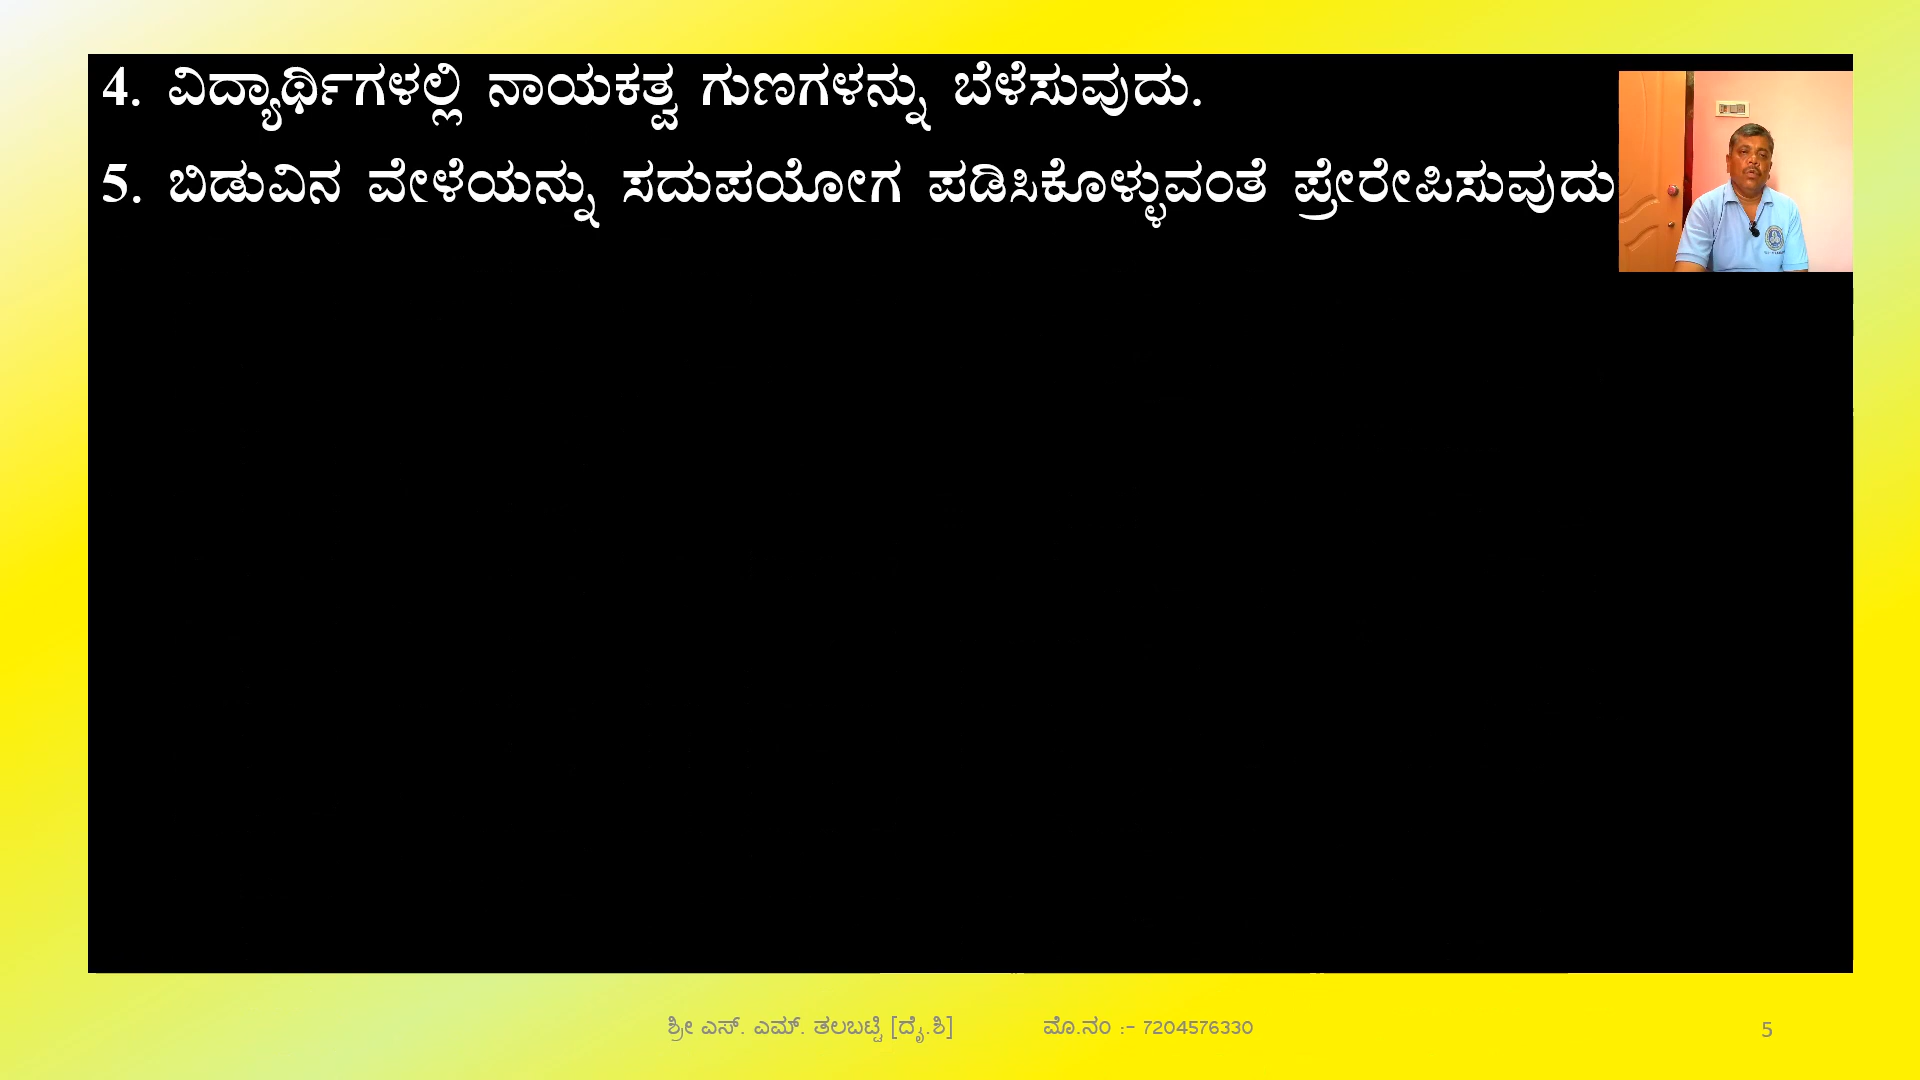 4. ವಿದ್ಯಾರ್ಥಿಗಳಲ್ಲಿ ನಾಯಕತ್ವ ಗುಣಗಳನ್ನು ಬೆಳೆಸುವುದು.
5. ಬಿಡುವಿನ ವೇಳೆಯನ್ನು ಸದುಪಯೋಗ ಪಡಿಸಿಕೊಳ್ಳುವಂತೆ ಪ್ರೇರೇಪಿಸುವುದು
ಶ್ರೀ ಎಸ್. ಎಮ್. ತಲಬಟ್ಟಿ [ದೈ.ಶಿ] ಮೊ.ನಂ :- 7204576330 5